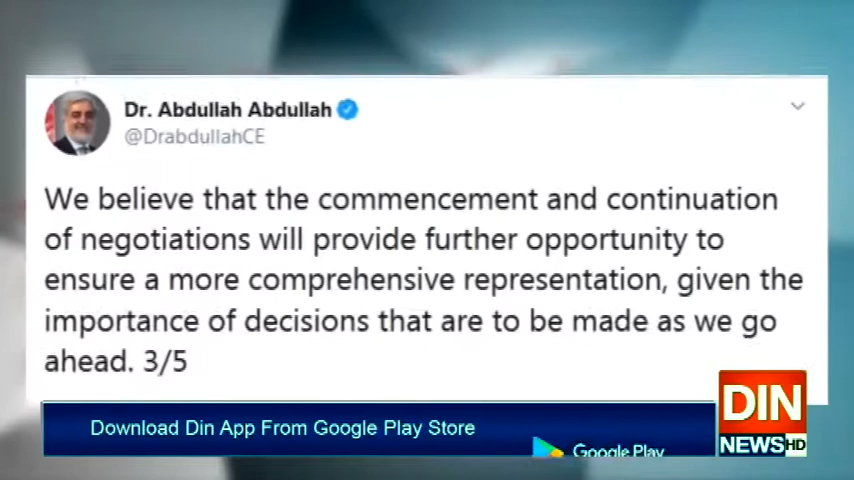 Dr. Abdullah Abdullah
@DrabdullahCE
We believe that the commencement and continuation
of negotiations will provide further opportunity to
ensure a more comprehensive representation, given the
importance of decisions that are to be made as we go
ahead. 3/5
Download Din App From Google Play Store
Google Play
DIN
NEWS HD